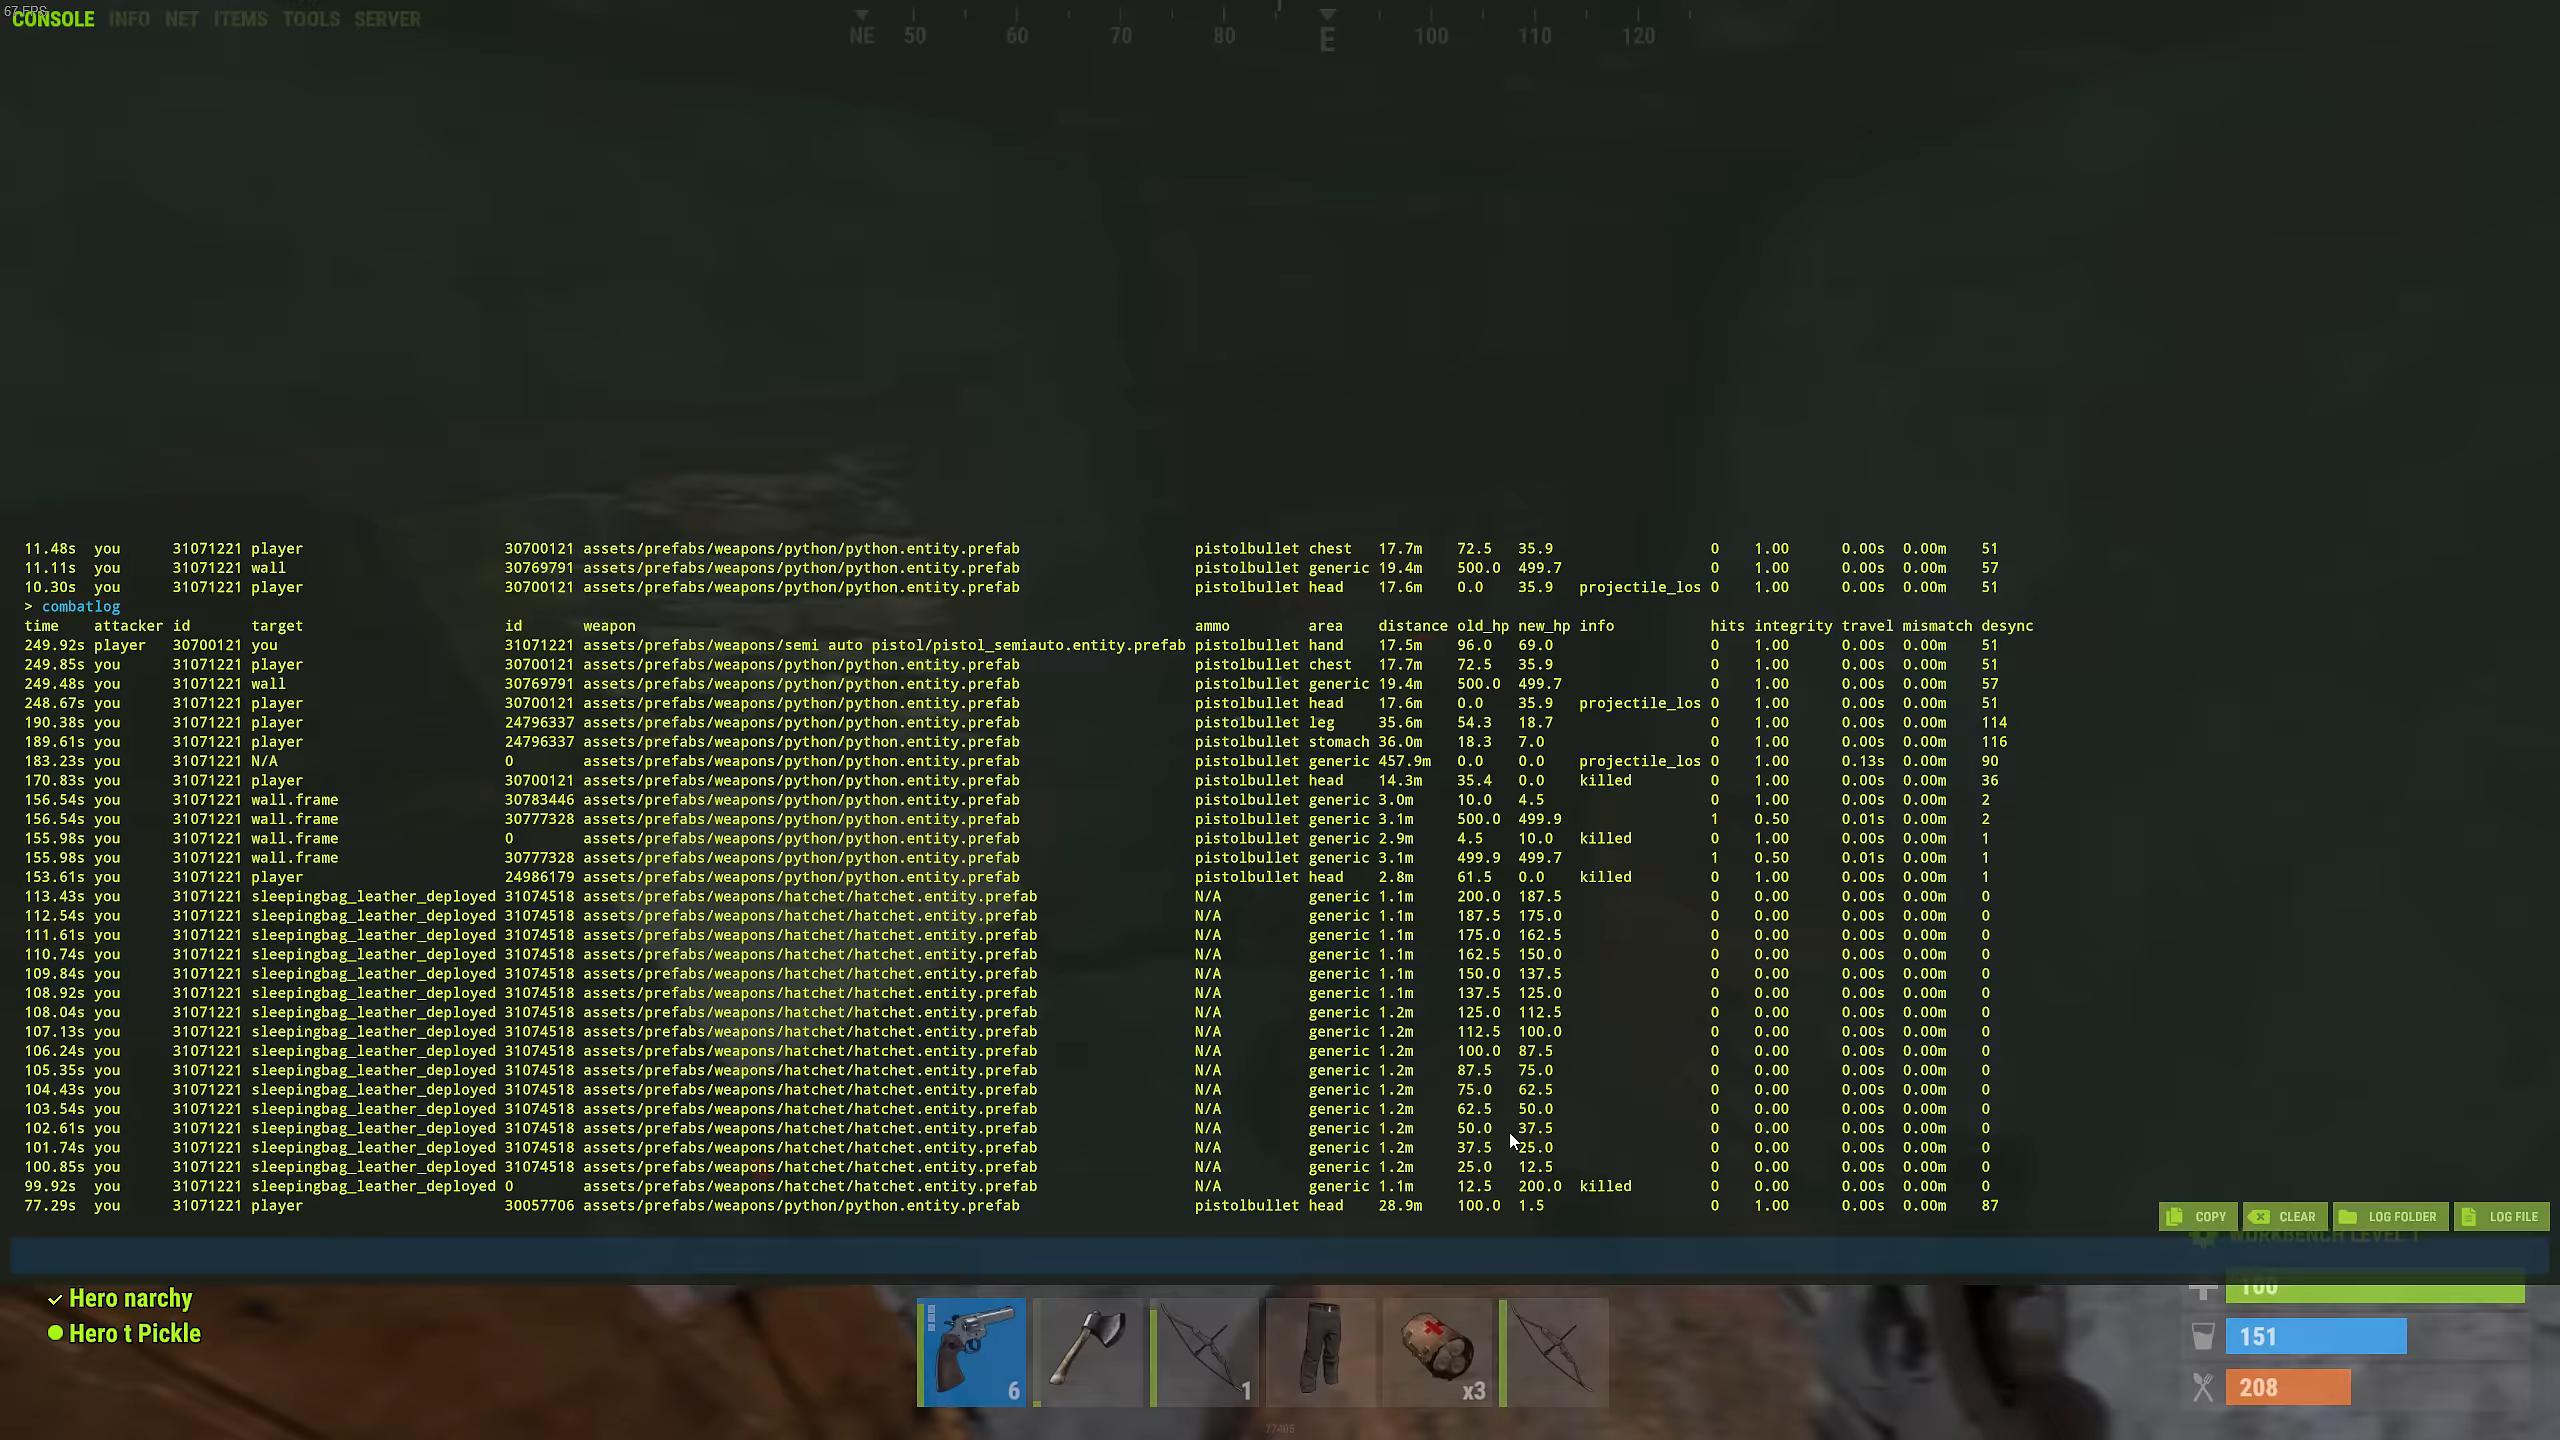 67 FPS
CONSOLE INFO NET ITEMS TOOLS SERVER
NE 50 60 70 80 E 100 110 120
11.48s you 31071221 player 30700121 assets/prefabs/weapons/python/python.entity.prefab pistolbullet chest 17.7m 72.5 35.9 0 1.00 0.00s 0.00m 51
11.11s you 31071221 wall 30769791 assets/prefabs/weapons/python/python.entity.prefab pistolbullet generic 19.4m 500.0 499.7 0 1.00 0.00s 0.00m 57
10.30s you 31071221 player 30700121 assets/prefabs/weapons/python/python.entity.prefab pistolbullet head 17.6m 0.0 35.9 projectile_los 0 1.00 0.00s 0.00m 51
> combatlog
time attacker id target id weapon ammo area distance old_hp new_hp info hits integrity travel mismatch desync
249.92s player 30700121 you 31071221 assets/prefabs/weapons/semi auto pistol/pistol_semiauto.entity.prefab pistolbullet hand 17.5m 96.0 69.0 0 1.00 0.00s 0.00m 51
249.85s you 31071221 player 30700121 assets/prefabs/weapons/python/python.entity.prefab pistolbullet chest 17.7m 72.5 35.9 0 1.00 0.00s 0.00m 51
249.48s you 31071221 wall 30769791 assets/prefabs/weapons/python/python.entity.prefab pistolbullet generic 19.4m 500.0 499.7 0 1.00 0.00s 0.00m 57
248.67s you 31071221 player 30700121 assets/prefabs/weapons/python/python.entity.prefab pistolbullet head 17.6m 0.0 35.9 projectile_los 0 1.00 0.00s 0.00m 51
190.38s you 31071221 player 24796337 assets/prefabs/weapons/python/python.entity.prefab pistolbullet leg 35.6m 54.3 18.7 0 1.00 0.00s 0.00m 114
189.61s you 31071221 player 24796337 assets/prefabs/weapons/python/python.entity.prefab pistolbullet stomach 36.0m 18.3 7.0 0 1.00 0.00s 0.00m 116
183.23s you 31071221 N/A 0 assets/prefabs/weapons/python/python.entity.prefab pistolbullet generic 457.9m 0.0 0.0 projectile_los 0 1.00 0.13s 0.00m 90
170.83s you 31071221 player 30700121 assets/prefabs/weapons/python/python.entity.prefab pistolbullet head 14.3m 35.4 0.0 killed 0 1.00 0.00s 0.00m 36
156.54s you 31071221 wall.frame 30783446 assets/prefabs/weapons/python/python.entity.prefab pistolbullet generic 3.0m 10.0 4.5 0 1.00 0.00s 0.00m 2
156.54s you 31071221 wall.frame 30777328 assets/prefabs/weapons/python/python.entity.prefab pistolbullet generic 3.1m 500.0 499.9 1 0.50 0.01s 0.00m 2
155.98s you 31071221 wall.frame 0 assets/prefabs/weapons/python/python.entity.prefab pistolbullet generic 2.9m 4.5 10.0 killed 0 1.00 0.00s 0.00m 1
155.98s you 31071221 wall.frame 30777328 assets/prefabs/weapons/python/python.entity.prefab pistolbullet generic 3.1m 499.9 499.7 1 0.50 0.01s 0.00m 1
153.61s you 31071221 player 24986179 assets/prefabs/weapons/python/python.entity.prefab pistolbullet head 2.8m 61.5 0.0 killed 0 1.00 0.00s 0.00m 1
113.43s you 31071221 sleepingbag_leather_deployed 31074518 assets/prefabs/weapons/hatchet/hatchet.entity.prefab N/A generic 1.1m 200.0 187.5 0 0.00 0.00s 0.00m 0
112.54s you 31071221 sleepingbag_leather_deployed 31074518 assets/prefabs/weapons/hatchet/hatchet.entity.prefab N/A generic 1.1m 187.5 175.0 0 0.00 0.00s 0.00m 0
111.61s you 31071221 sleepingbag_leather_deployed 31074518 assets/prefabs/weapons/hatchet/hatchet.entity.prefab N/A generic 1.1m 175.0 162.5 0 0.00 0.00s 0.00m 0
110.74s you 31071221 sleepingbag_leather_deployed 31074518 assets/prefabs/weapons/hatchet/hatchet.entity.prefab N/A generic 1.1m 162.5 150.0 0 0.00 0.00s 0.00m 0
109.84s you 31071221 sleepingbag_leather_deployed 31074518 assets/prefabs/weapons/hatchet/hatchet.entity.prefab N/A generic 1.1m 150.0 137.5 0 0.00 0.00s 0.00m 0
108.92s you 31071221 sleepingbag_leather_deployed 31074518 assets/prefabs/weapons/hatchet/hatchet.entity.prefab N/A generic 1.1m 137.5 125.0 0 0.00 0.00s 0.00m 0
108.04s you 31071221 sleepingbag_leather_deployed 31074518 assets/prefabs/weapons/hatchet/hatchet.entity.prefab N/A generic 1.2m 125.0 112.5 0 0.00 0.00s 0.00m 0
107.13s you 31071221 sleepingbag_leather_deployed 31074518 assets/prefabs/weapons/hatchet/hatchet.entity.prefab N/A generic 1.2m 112.5 100.0 0 0.00 0.00s 0.00m 0
106.24s you 31071221 sleepingbag_leather_deployed 31074518 assets/prefabs/weapons/hatchet/hatchet.entity.prefab N/A generic 1.2m 100.0 87.5 0 0.00 0.00s 0.00m 0
105.35s you 31071221 sleepingbag_leather_deployed 31074518 assets/prefabs/weapons/hatchet/hatchet.entity.prefab N/A generic 1.2m 87.5 75.0 0 0.00 0.00s 0.00m 0
104.43s you 31071221 sleepingbag_leather_deployed 31074518 assets/prefabs/weapons/hatchet/hatchet.entity.prefab N/A generic 1.2m 75.0 62.5 0 0.00 0.00s 0.00m 0
103.54s you 31071221 sleepingbag_leather_deployed 31074518 assets/prefabs/weapons/hatchet/hatchet.entity.prefab N/A generic 1.2m 62.5 50.0 0 0.00 0.00s 0.00m 0
102.61s you 31071221 sleepingbag_leather_deployed 31074518 assets/prefabs/weapons/hatchet/hatchet.entity.prefab N/A generic 1.2m 50.0 37.5 0 0.00 0.00s 0.00m 0
101.74s you 31071221 sleepingbag_leather_deployed 31074518 assets/prefabs/weapons/hatchet/hatchet.entity.prefab N/A generic 1.2m 37.5 25.0 0 0.00 0.00s 0.00m 0
100.85s you 31071221 sleepingbag_leather_deployed 31074518 assets/prefabs/weapons/hatchet/hatchet.entity.prefab N/A generic 1.2m 25.0 12.5 0 0.00 0.00s 0.00m 0
99.92s you 31071221 sleepingbag_leather_deployed 0 assets/prefabs/weapons/hatchet/hatchet.entity.prefab N/A generic 1.1m 12.5 200.0 killed 0 0.00 0.00s 0.00m 0
77.29s you 31071221 player 30057706 assets/prefabs/weapons/python/python.entity.prefab pistolbullet head 28.9m 100.0 1.5 0 1.00 0.00s 0.00m 87
COPY CLEAR LOG FOLDER LOG FILE
WORKBENCH LEVEL 1
100
Hero narchy
Hero t Pickle
151
208
6 1 x3
77405